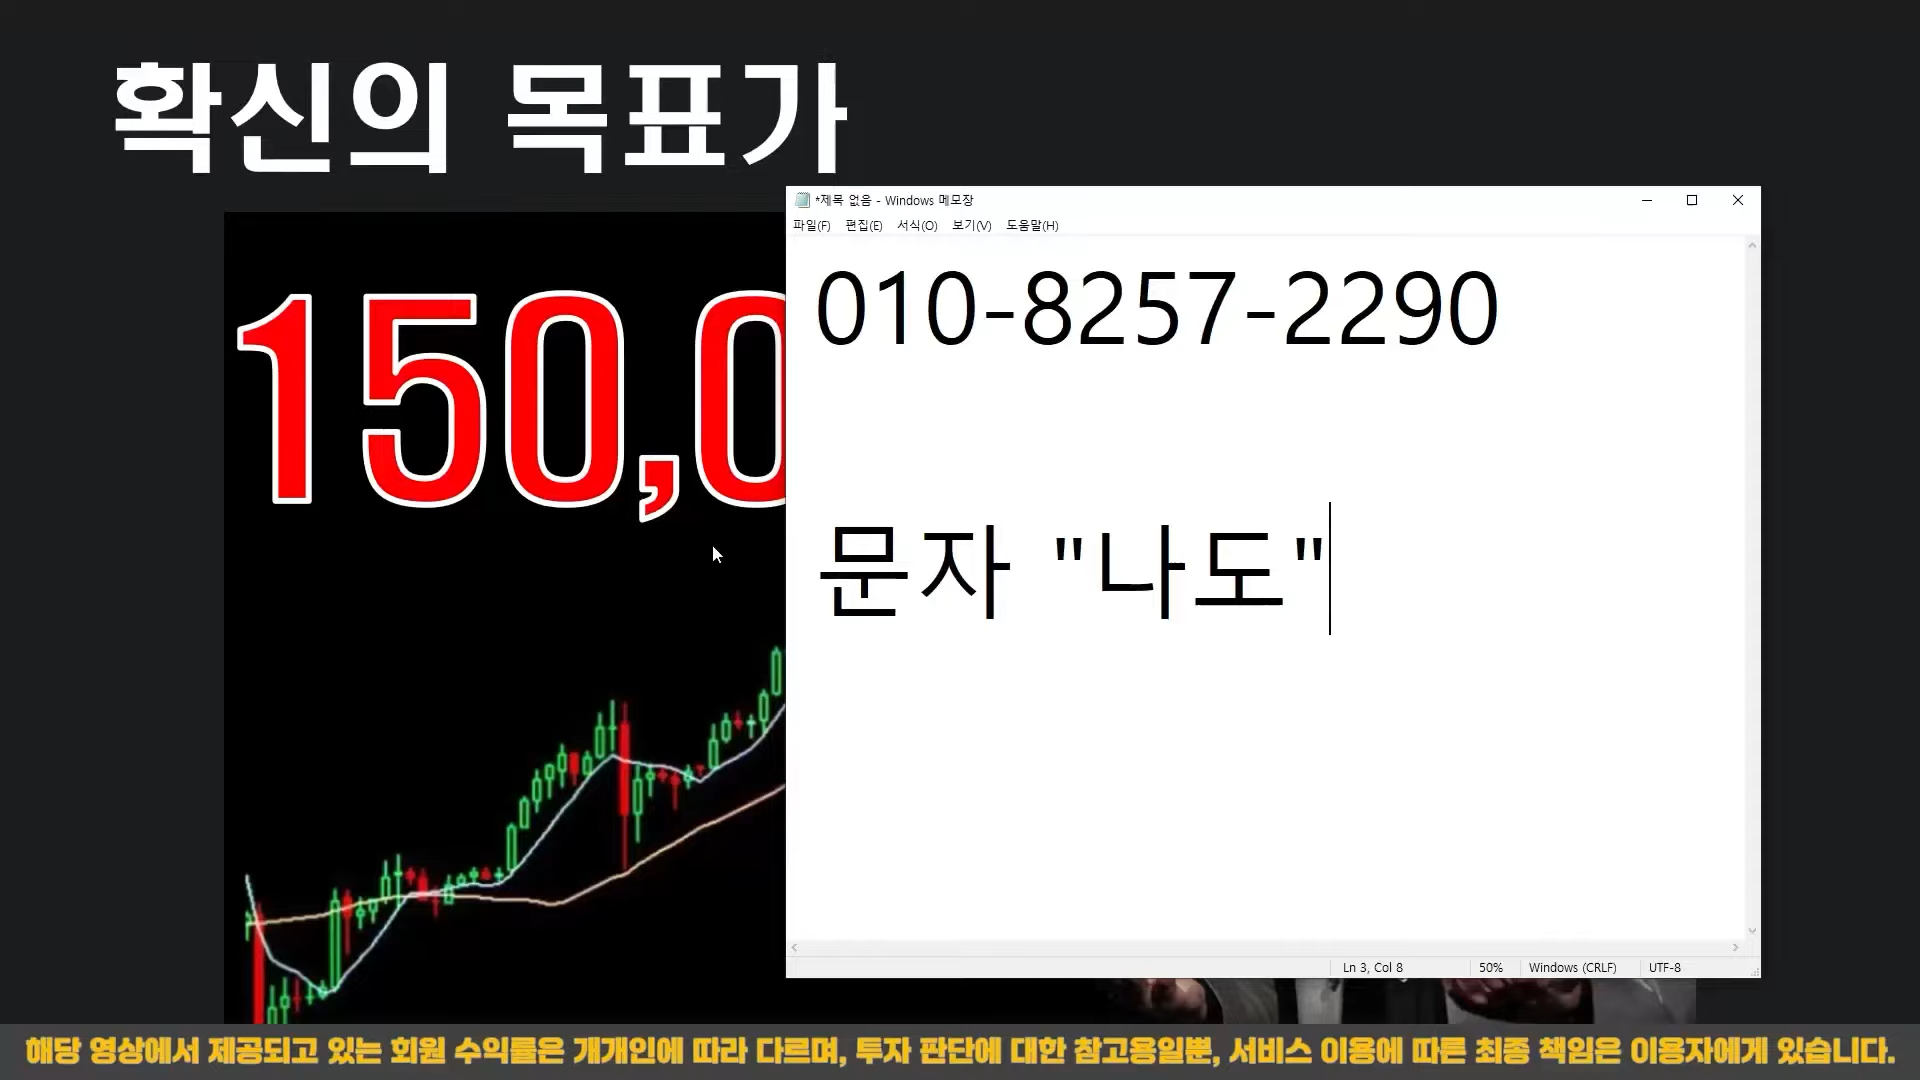 확신의 목표가
150,0
*제목 없음 - Windows 메모장
파일(F) 편집(E) 서식(O) 보기(V) 도움말(H)
010-8257-2290
문자 "나도"
Ln 3, Col 8 50% Windows (CRLF) UTF-8
해당 영상에서 제공되고 있는 회원 수익률은 개개인에 따라 다르며, 투자 판단에 대한 참고용일뿐, 서비스 이용에 따른 최종 책임은 이용자에게 있습니다.